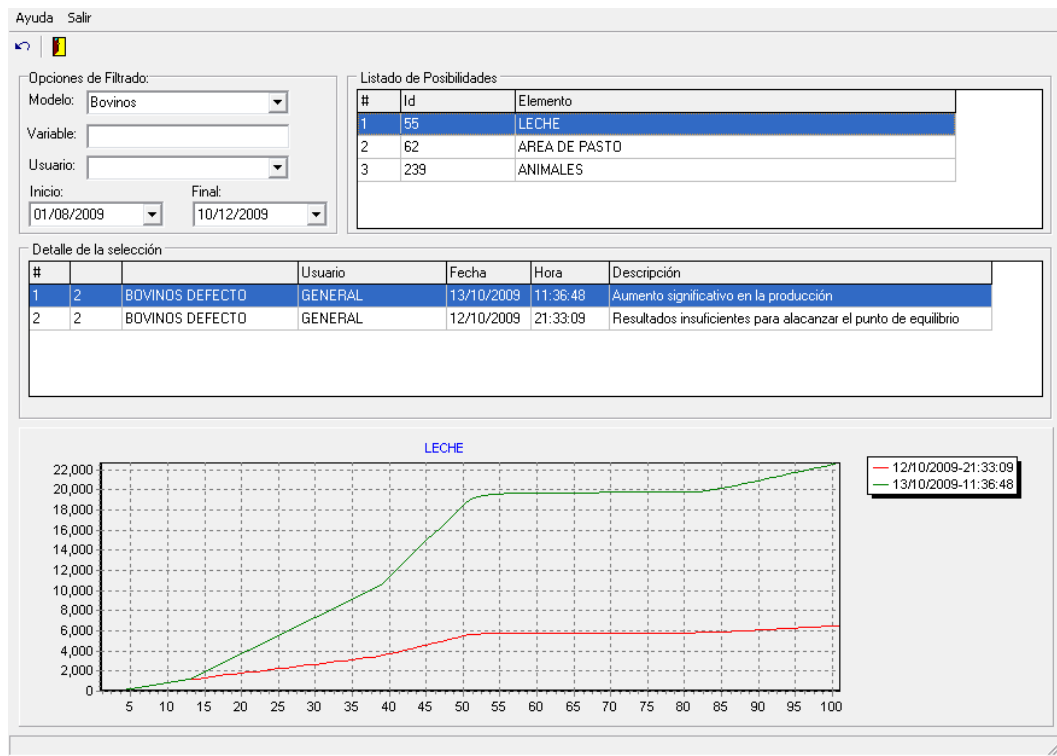 Ayuda Salir
Opciones de Filtrado:
Modelo: Bovinos
Variable:
Usuario:
Inicio: Final:
01/08/2009 10/12/2009
Listado de Posibilidades
# Id Elemento
1 55 LECHE
2 62 AREA DE PASTO
3 239 ANIMALES
Detalle de la selección
# Usuario Fecha Hora Descripción
1 2 BOVINOS DEFECTO GENERAL 13/10/2009 11:36:48 Aumento significativo en la producción
2 2 BOVINOS DEFECTO GENERAL 12/10/2009 21:33:09 Resultados insuficientes para alacanzar el punto de equilibrio
LECHE
22,000
20,000
18,000
16,000
14,000
12,000
10,000
8,000
6,000
4,000
2,000
0
5 10 15 20 25 30 35 40 45 50 55 60 65 70 75 80 85 90 95 100
12/10/2009-21:33:09
13/10/2009-11:36:48